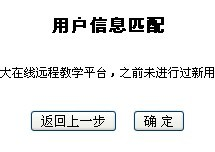 用户信息匹配
大在线远程教学平台，之前未进行过新用
返回上一步 确 定